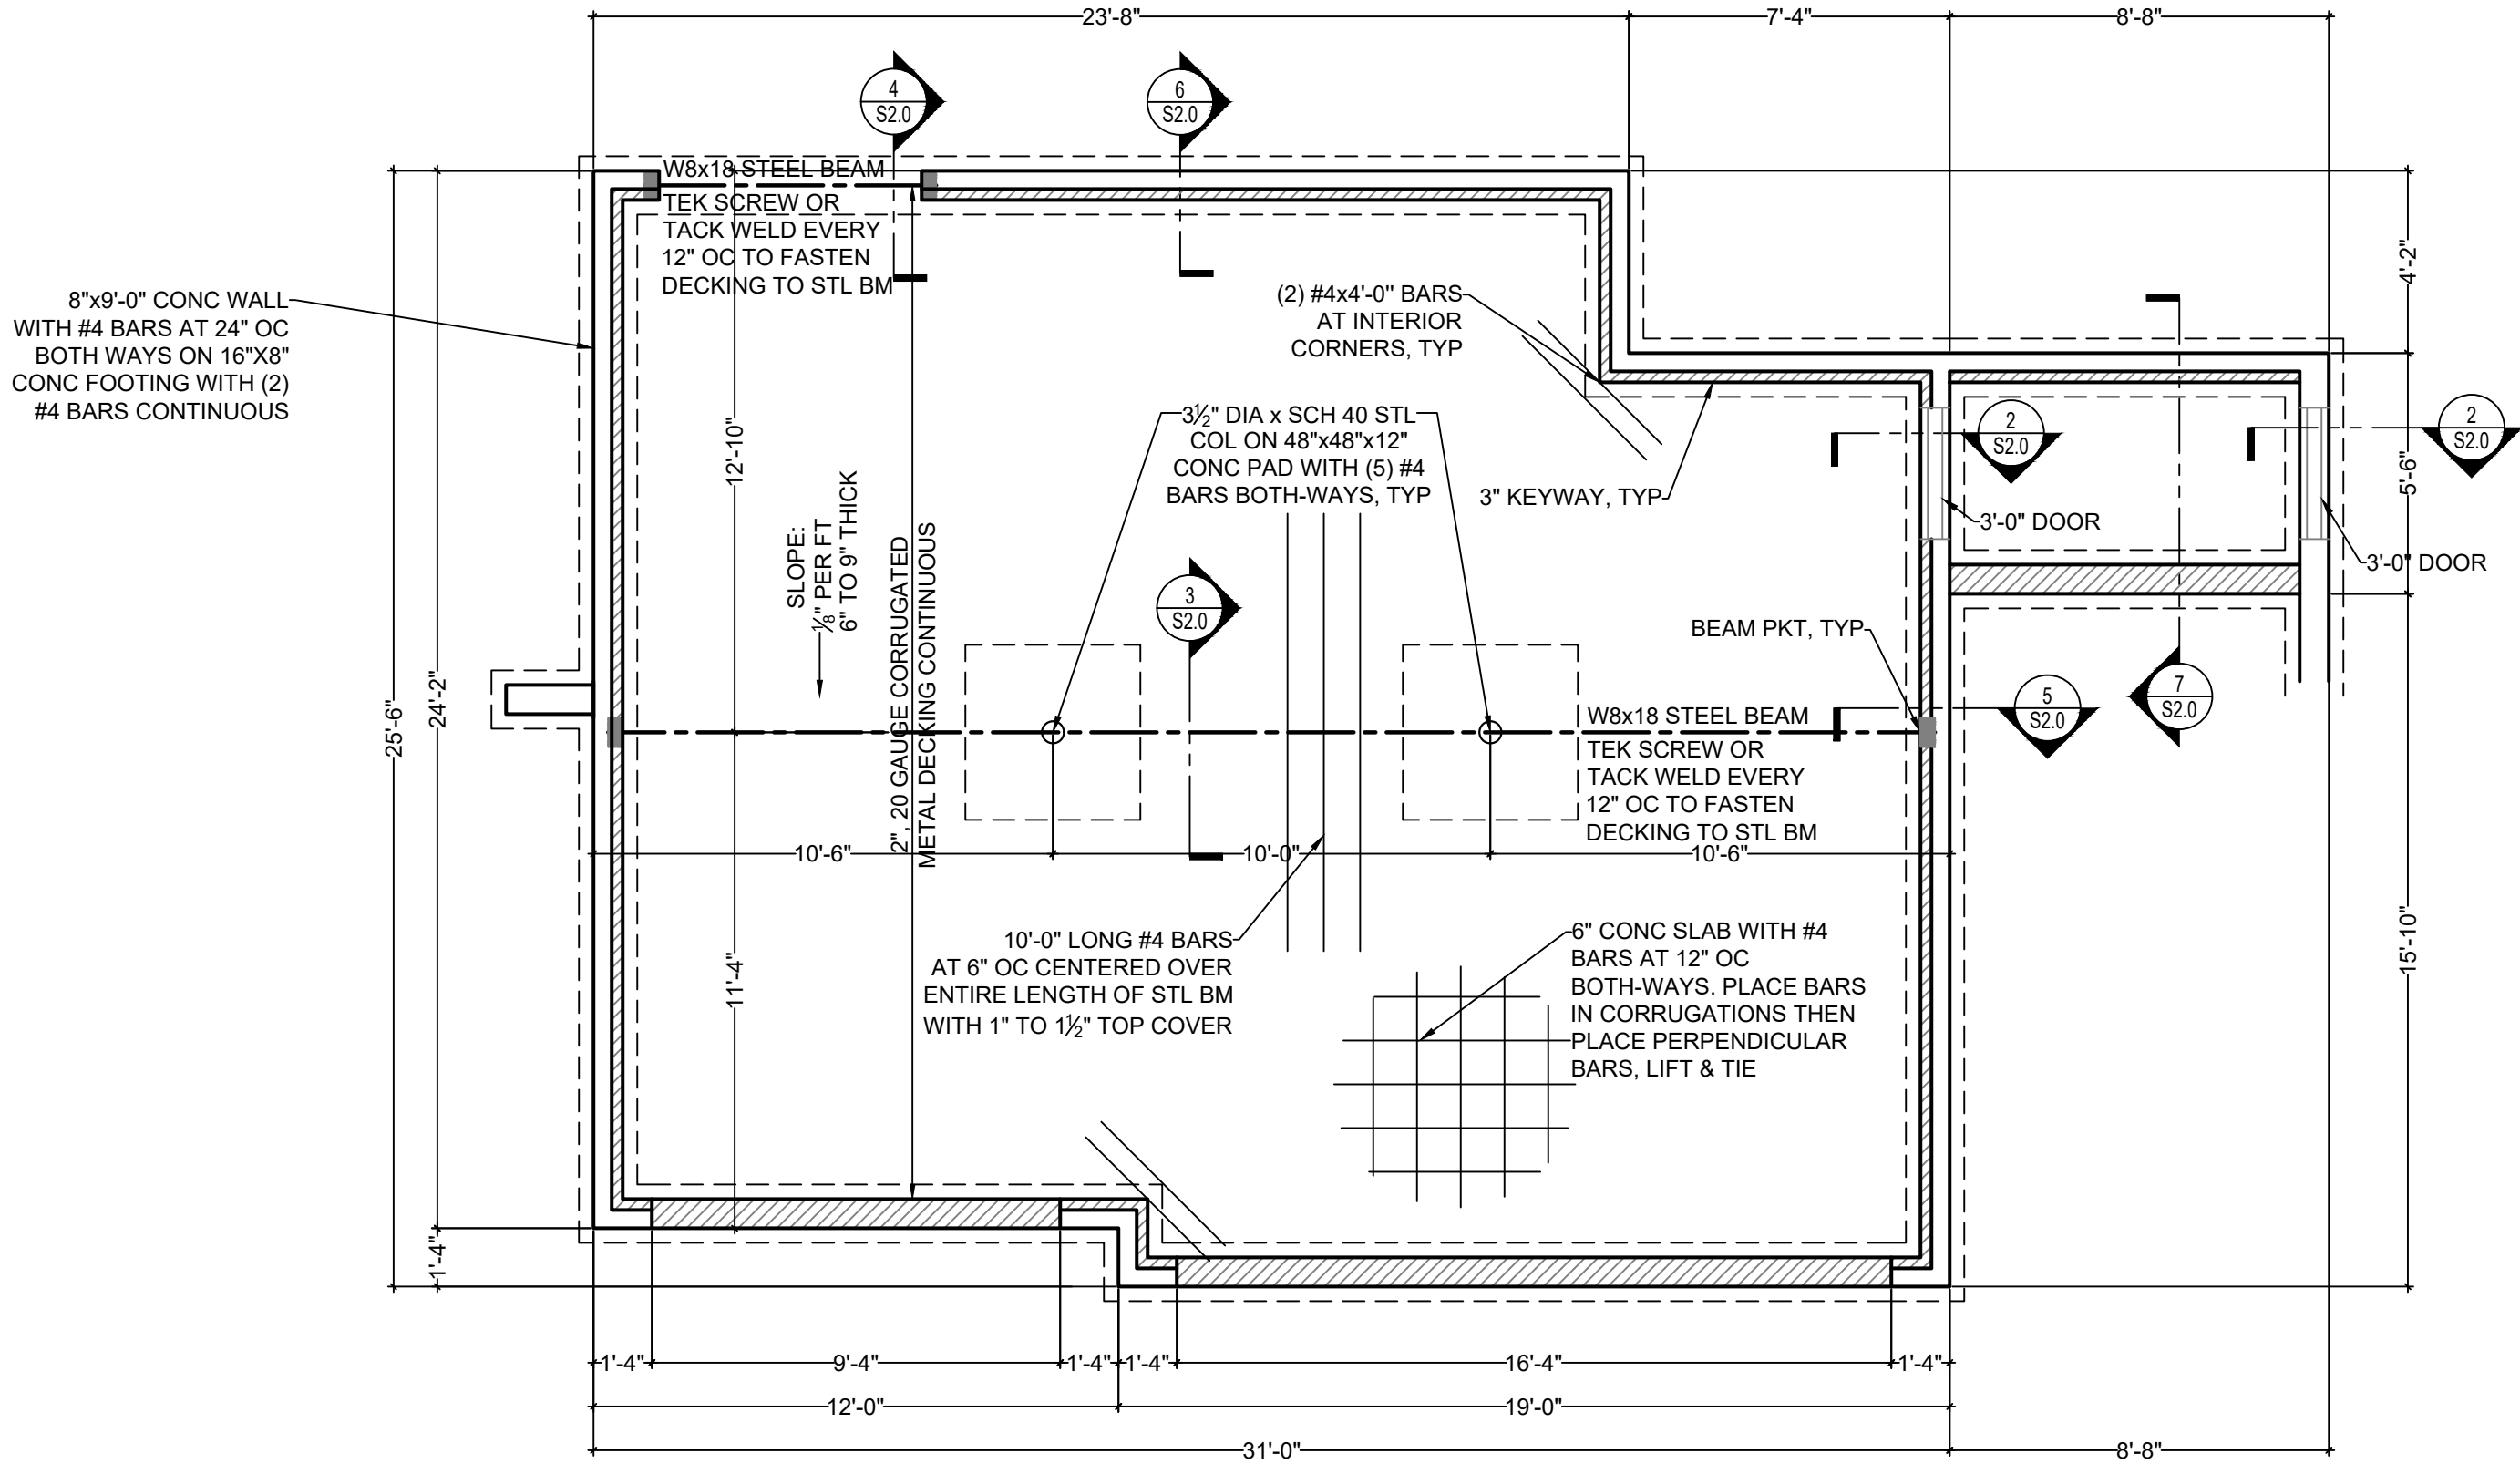 23'-8"
7'-4"
8'-8"
4
S2.0
6
S2.0
W8x18 STEEL BEAM
TEK SCREW OR
TACK WELD EVERY
12" OC TO FASTEN
DECKING TO STL BM
8"x9'-0" CONC WALL
WITH #4 BARS AT 24" OC
BOTH WAYS ON 16"X8"
CONC FOOTING WITH (2)
#4 BARS CONTINUOUS
(2) #4x4'-0" BARS
AT INTERIOR
CORNERS, TYP
4'-2"
3½" DIA x SCH 40 STL
COL ON 48"x48"x12"
CONC PAD WITH (5) #4
BARS BOTH-WAYS, TYP
3" KEYWAY, TYP
2
S2.0
2
S2.0
5'-6"
3'-0" DOOR
3'-0" DOOR
12'-10"
SLOPE:
⅛" PER FT
6" TO 9" THICK
2", 20 GAUGE CORRUGATED
METAL DECKING CONTINUOUS
3
S2.0
BEAM PKT, TYP
25'-6"
24'-2"
5
S2.0
7
S2.0
W8x18 STEEL BEAM
TEK SCREW OR
TACK WELD EVERY
12" OC TO FASTEN
DECKING TO STL BM
10'-6"
10'-0"
10'-6"
11'-4"
10'-0" LONG #4 BARS
AT 6" OC CENTERED OVER
ENTIRE LENGTH OF STL BM
WITH 1" TO 1½" TOP COVER
6" CONC SLAB WITH #4
BARS AT 12" OC
BOTH-WAYS. PLACE BARS
IN CORRUGATIONS THEN
PLACE PERPENDICULAR
BARS, LIFT & TIE
15'-10"
1'-4"
1'-4"
9'-4"
1'-4"
1'-4"
16'-4"
1'-4"
12'-0"
19'-0"
31'-0"
8'-8"